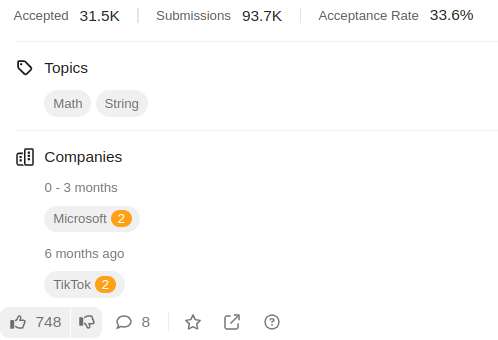 Accepted 31.5K Submissions 93.7K Acceptance Rate 33.6%
Topics
Math String
Companies
0 - 3 months
Microsoft 2
6 months ago
TikTok 2
748 8